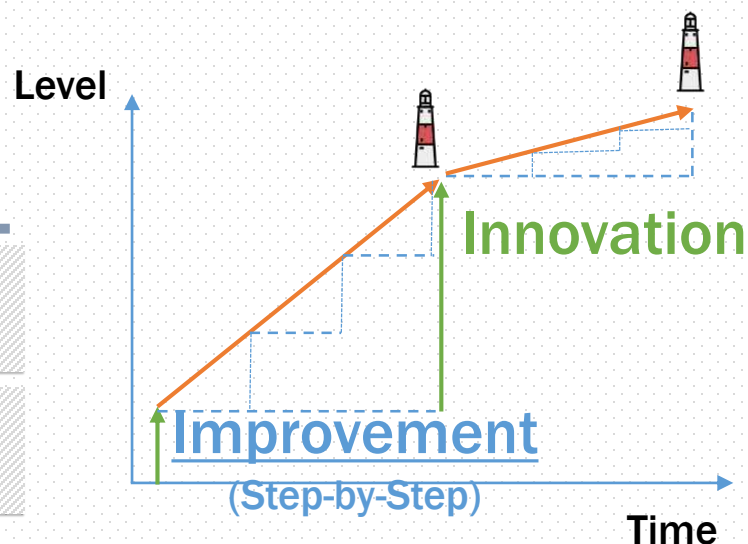 Level
Innovation
Improvement
(Step-by-Step)
Time